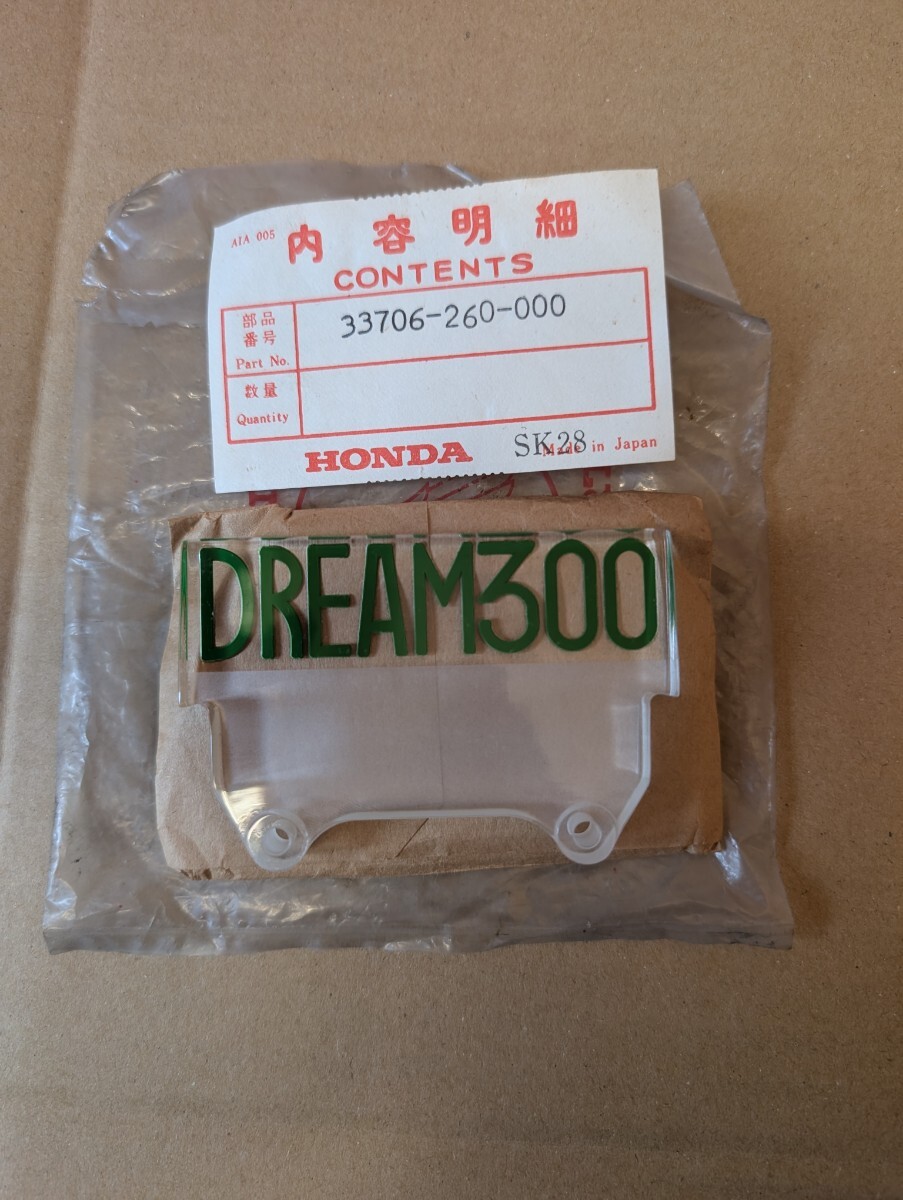 AIA 005
内容明細
CONTENTS
部品
番号
Part No.
33706-260-000
数量
Quantity
HONDA
SK28
Made in Japan
DREAM300